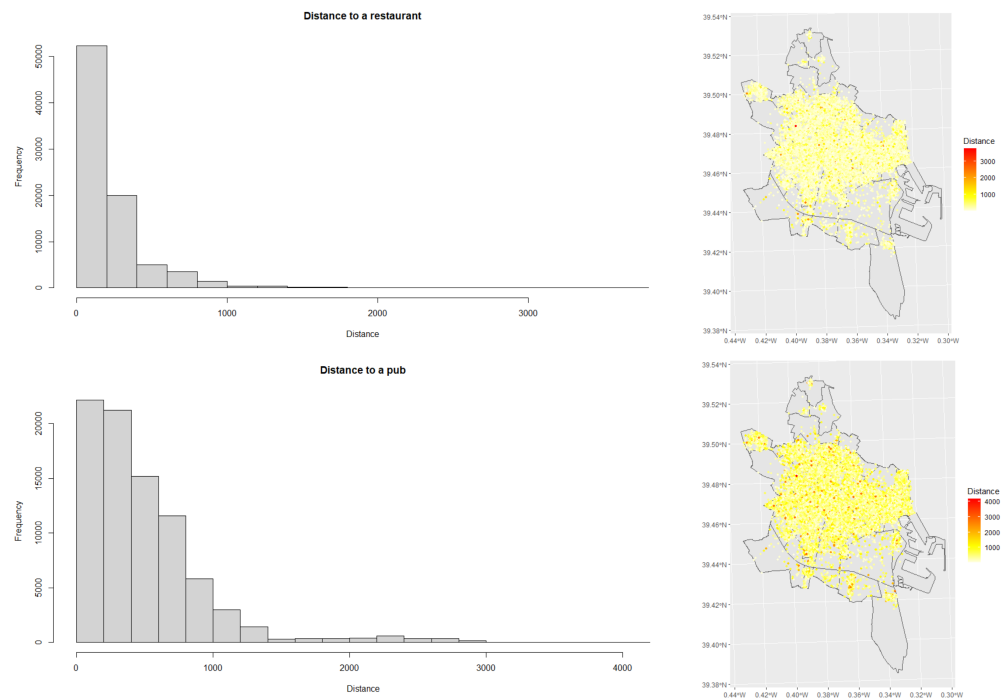 Distance to a restaurant
Frequency
50000
40000
30000
20000
10000
0
0 1000 2000 3000
Distance
39.54°N
39.52°N
39.50°N
39.48°N
39.46°N
39.44°N
39.42°N
39.40°N
39.38°N
0.44°W 0.42°W 0.40°W 0.38°W 0.36°W 0.34°W 0.32°W 0.30°W
Distance
3000
2000
1000
Distance to a pub
Frequency
20000
15000
10000
5000
0
0 1000 2000 3000 4000
Distance
39.54°N
39.52°N
39.50°N
39.48°N
39.46°N
39.44°N
39.42°N
39.40°N
39.38°N
0.44°W 0.42°W 0.40°W 0.38°W 0.36°W 0.34°W 0.32°W 0.30°W
Distance
4000
3000
2000
1000